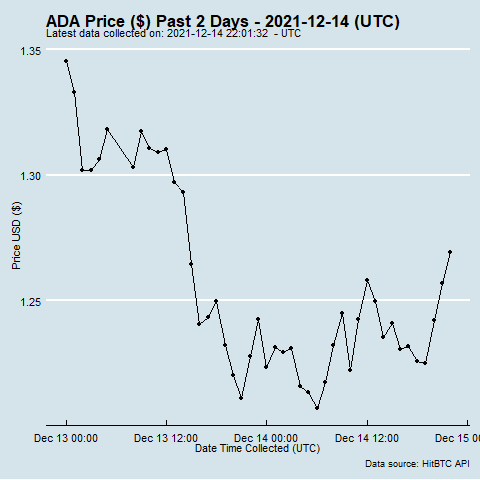 ADA Price ($) Past 2 Days - 2021-12-14 (UTC)
Latest data collected on: 2021-12-14 22:01:32 - UTC
1.35
1.30
1.25
Price USD ($)
Dec 13 00:00 Dec 13 12:00 Dec 14 00:00 Dec 14 12:00 Dec 15 00
Date Time Collected (UTC)
Data source: HitBTC API